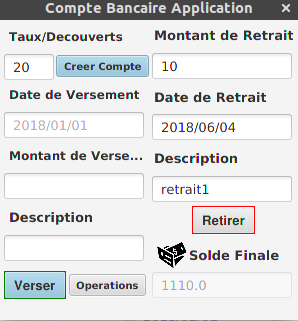 Compte Bancaire Application
Taux/Decouverts
20
Creer Compte
Date de Versement
2018/01/01
Montant de Verse...
Description
Verser
Operations
Montant de Retrait
10
Date de Retrait
2018/06/04
Description
retrait1
Retirer
Solde Finale
1110.0